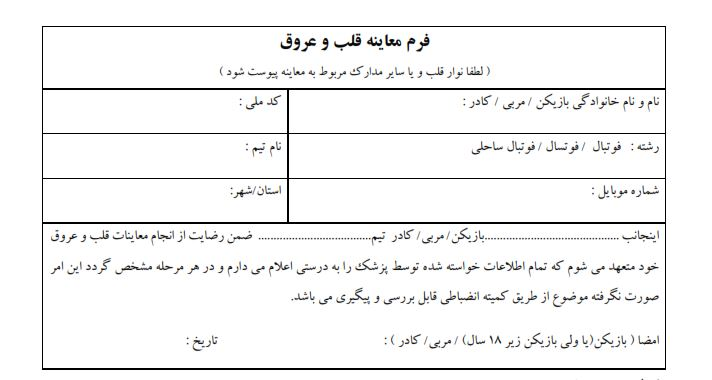 فرم معاینه قلب و عروق
( لطفا نوار قلب و یا سایر مدارک مربوط به معاینه پیوست شود )
نام و نام خانوادگی بازیکن / مربی / کادر : کد ملی :
رشته : فوتبال / فوتسال / فوتبال ساحلی نام تیم :
شماره موبایل : استان/شهر:
اینجانب ..............................................بازیکن/ مربی/ کادر تیم...................................... ضمن رضایت از انجام معاینات قلب و عروق
خود متعهد می شوم که تمام اطلاعات خواسته شده توسط پزشک را به درستی اعلام می دارم و در هر مرحله مشخص گردد این امر
صورت نگرفته موضوع از طریق کمیته انضباطی قابل بررسی و پیگیری می باشد.
امضا ( بازیکن(یا ولی بازیکن زیر ۱۸ سال) / مربی/ کادر ) : تاریخ :